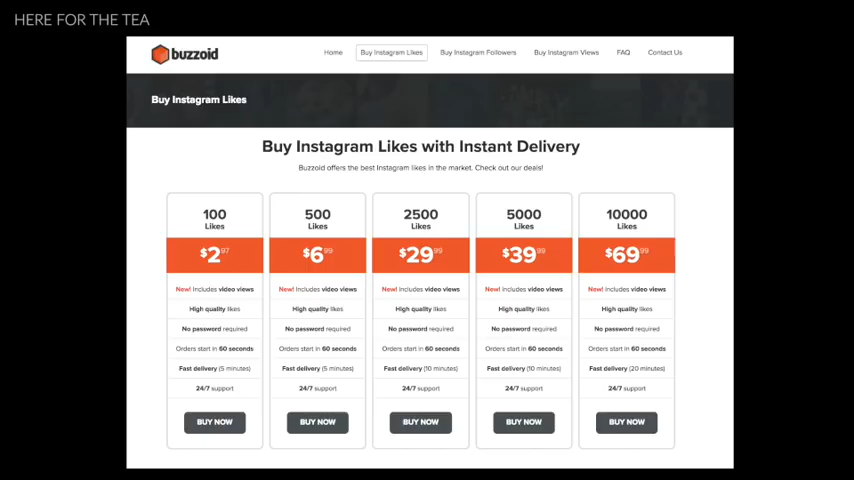 HERE FOR THE TEA
buzzoid
Home Buy Instagram Likes Buy Instagram Followers Buy Instagram Views FAQ Contact Us
Buy Instagram Likes
Buy Instagram Likes with Instant Delivery
Buzzoid offers the best Instagram likes in the market. Check out our deals!
100 500 2500 5000 10000
Likes Likes Likes Likes Likes
$2.97 $6.99 $29.99 $39.99 $69.99
New! Includes video views New! Includes video views New! Includes video views New! Includes video views New! Includes video views
High quality likes High quality likes High quality likes High quality likes High quality likes
No password required No password required No password required No password required No password required
Orders start in 60 seconds Orders start in 60 seconds Orders start in 60 seconds Orders start in 60 seconds Orders start in 60 seconds
Fast delivery (5 minutes) Fast delivery (5 minutes) Fast delivery (10 minutes) Fast delivery (10 minutes) Fast delivery (20 minutes)
24/7 support 24/7 support 24/7 support 24/7 support 24/7 support
BUY NOW BUY NOW BUY NOW BUY NOW BUY NOW